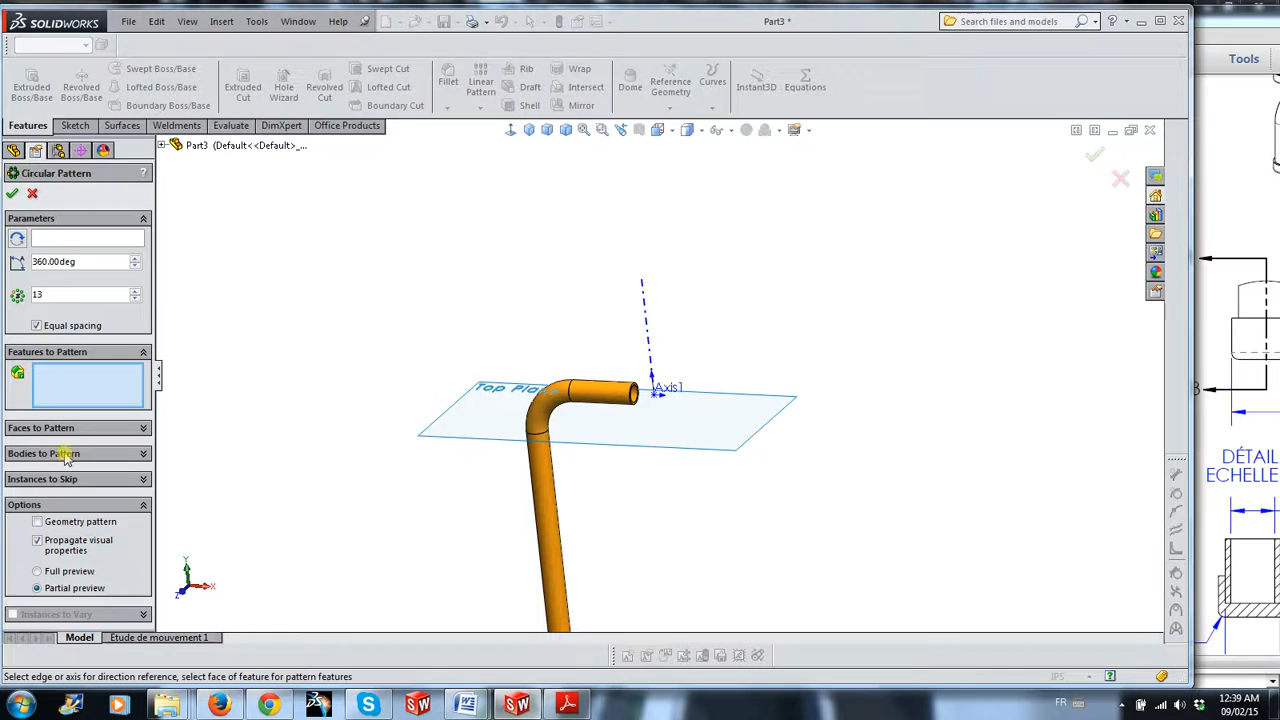 SOLIDWORKS
File Edit View Insert Tools Window Help
Part3 *
Search files and models
Tools
Extruded Boss/Base
Revolved Boss/Base
Swept Boss/Base
Lofted Boss/Base
Boundary Boss/Base
Extruded Cut
Hole Wizard
Revolved Cut
Swept Cut
Lofted Cut
Boundary Cut
Fillet
Linear Pattern
Rib
Draft
Shell
Wrap
Intersect
Mirror
Dome
Reference Geometry
Curves
Instant3D
Equations
Features Sketch Surfaces Weldments Evaluate DimXpert Office Products
Part3 (Default<<Default>_...
Circular Pattern ?
Parameters
360.00deg
13
Equal spacing
Features to Pattern
Faces to Pattern
Bodies to Pattern
Instances to Skip
Options
Geometry pattern
Propagate visual
properties
Full preview
Partial preview
Instances to Vary
Axis1
Y
X
Z
DÉTAIL
ECHELLE
Model Etude de mouvement 1
Select edge or axis for direction reference, select face of feature for pattern features
IPS
FR
12:39 AM
09/02/15